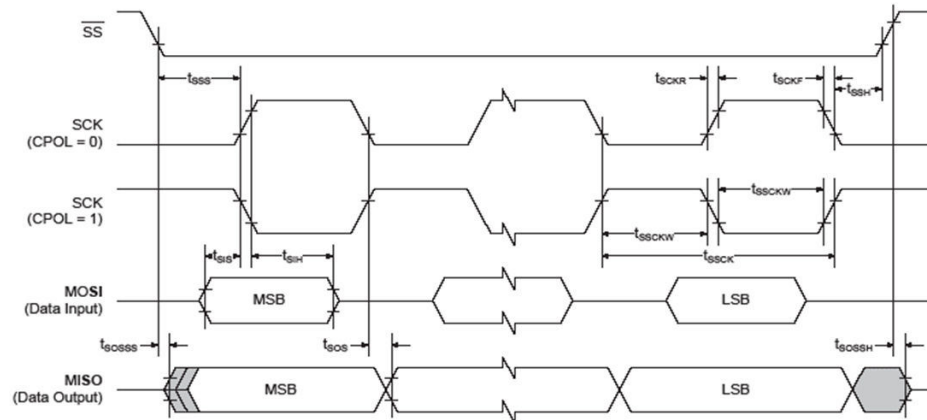 SS
tSSS
tSCKR
tSCKF
tSSH
SCK
(CPOL = 0)
SCK
(CPOL = 1)
tSSCKW
tSSCKW
tSSCK
tSIS
tSIH
MOSI
(Data Input)
MSB
LSB
tSOSSS
tSOS
tSOSSH
MISO
(Data Output)
MSB
LSB